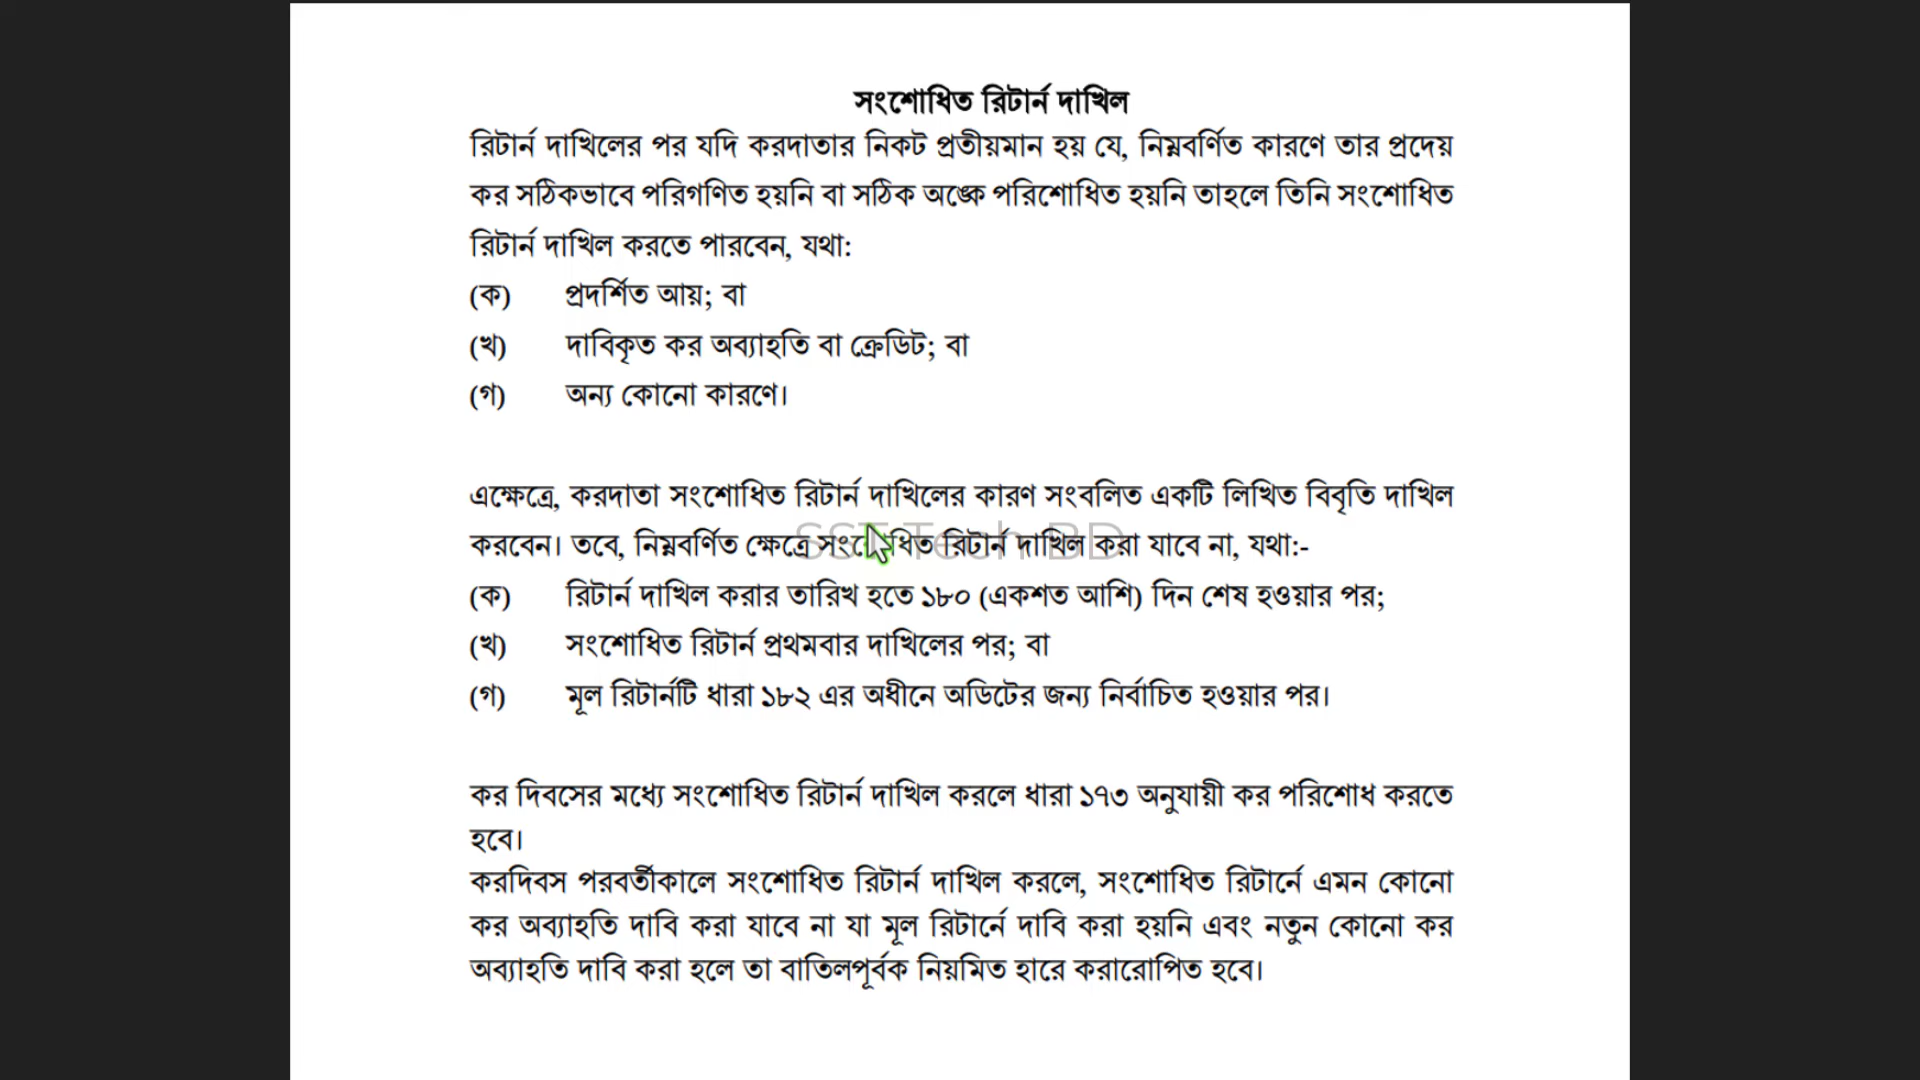 সংশোধিত রিটার্ন দাখিল
রিটার্ন দাখিলের পর যদি করদাতার নিকট প্রতীয়মান হয় যে, নিম্নবর্ণিত কারণে তার প্রদেয়
কর সঠিকভাবে পরিগণিত হয়নি বা সঠিক অঙ্কে পরিশোধিত হয়নি তাহলে তিনি সংশোধিত
রিটার্ন দাখিল করতে পারবেন, যথা:
(ক) প্রদর্শিত আয়; বা
(খ) দাবিকৃত কর অব্যাহতি বা ক্রেডিট; বা
(গ) অন্য কোনো কারণে।
এক্ষেত্রে, করদাতা সংশোধিত রিটার্ন দাখিলের কারণ সংবলিত একটি লিখিত বিবৃতি দাখিল
করবেন। তবে, নিম্নবর্ণিত ক্ষেত্রে সংশোধিত রিটার্ন দাখিল করা যাবে না, যথা:-
SST Tech BD
(ক) রিটার্ন দাখিল করার তারিখ হতে ১৮০ (একশত আশি) দিন শেষ হওয়ার পর;
(খ) সংশোধিত রিটার্ন প্রথমবার দাখিলের পর; বা
(গ) মূল রিটার্নটি ধারা ১৮২ এর অধীনে অডিটের জন্য নির্বাচিত হওয়ার পর।
কর দিবসের মধ্যে সংশোধিত রিটার্ন দাখিল করলে ধারা ১৭৩ অনুযায়ী কর পরিশোধ করতে
হবে।
করদিবস পরবর্তীকালে সংশোধিত রিটার্ন দাখিল করলে, সংশোধিত রিটার্নে এমন কোনো
কর অব্যাহতি দাবি করা যাবে না যা মূল রিটার্নে দাবি করা হয়নি এবং নতুন কোনো কর
অব্যাহতি দাবি করা হলে তা বাতিলপূর্বক নিয়মিত হারে করারোপিত হবে।